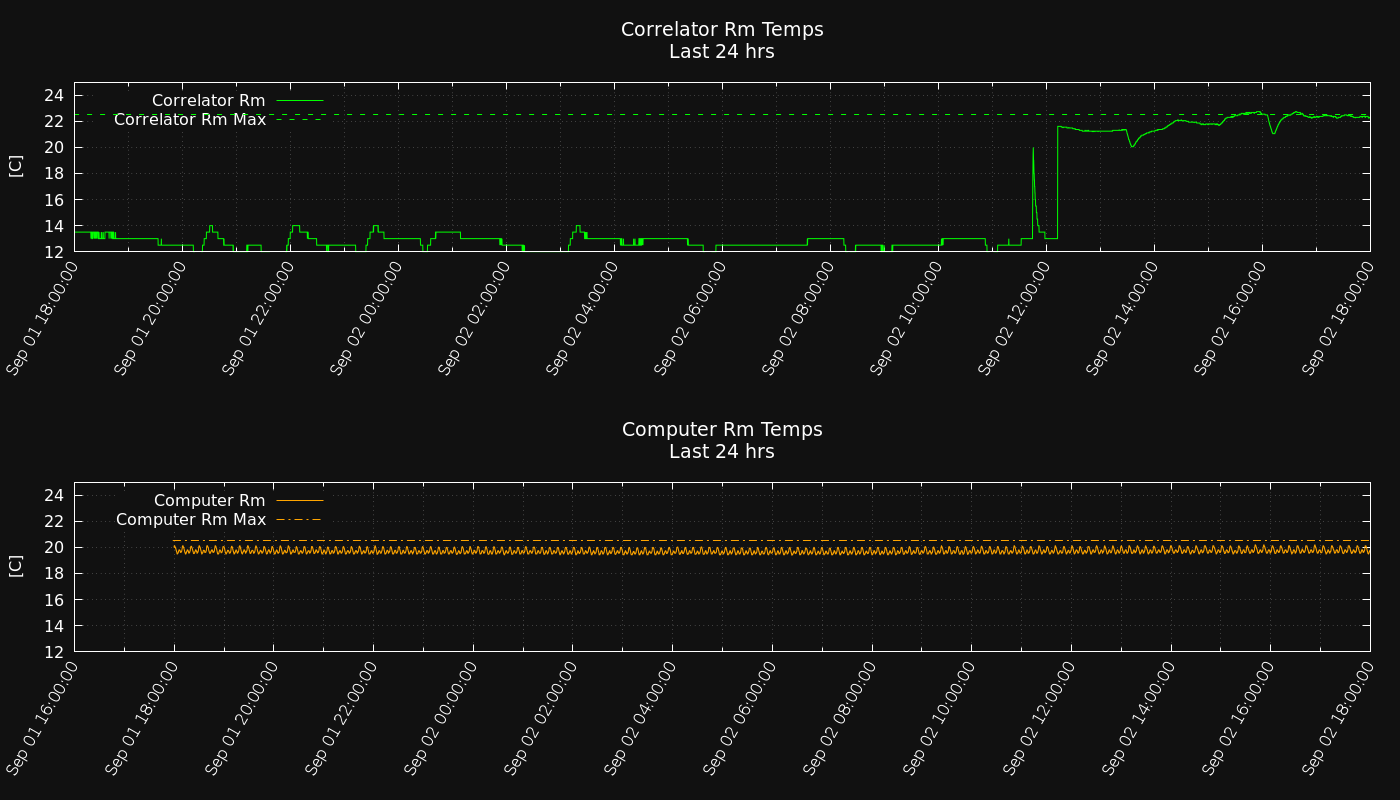 Correlator Rm Temps
Last 24 hrs
Correlator Rm
Correlator Rm Max
[C]
24
22
20
18
16
14
12
Sep 01 18:00:00
Sep 01 20:00:00
Sep 01 22:00:00
Sep 02 00:00:00
Sep 02 02:00:00
Sep 02 04:00:00
Sep 02 06:00:00
Sep 02 08:00:00
Sep 02 10:00:00
Sep 02 12:00:00
Sep 02 14:00:00
Sep 02 16:00:00
Sep 02 18:00:00
Computer Rm Temps
Last 24 hrs
Computer Rm
Computer Rm Max
[C]
24
22
20
18
16
14
12
Sep 01 16:00:00
Sep 01 18:00:00
Sep 01 20:00:00
Sep 01 22:00:00
Sep 02 00:00:00
Sep 02 02:00:00
Sep 02 04:00:00
Sep 02 06:00:00
Sep 02 08:00:00
Sep 02 10:00:00
Sep 02 12:00:00
Sep 02 14:00:00
Sep 02 16:00:00
Sep 02 18:00:00